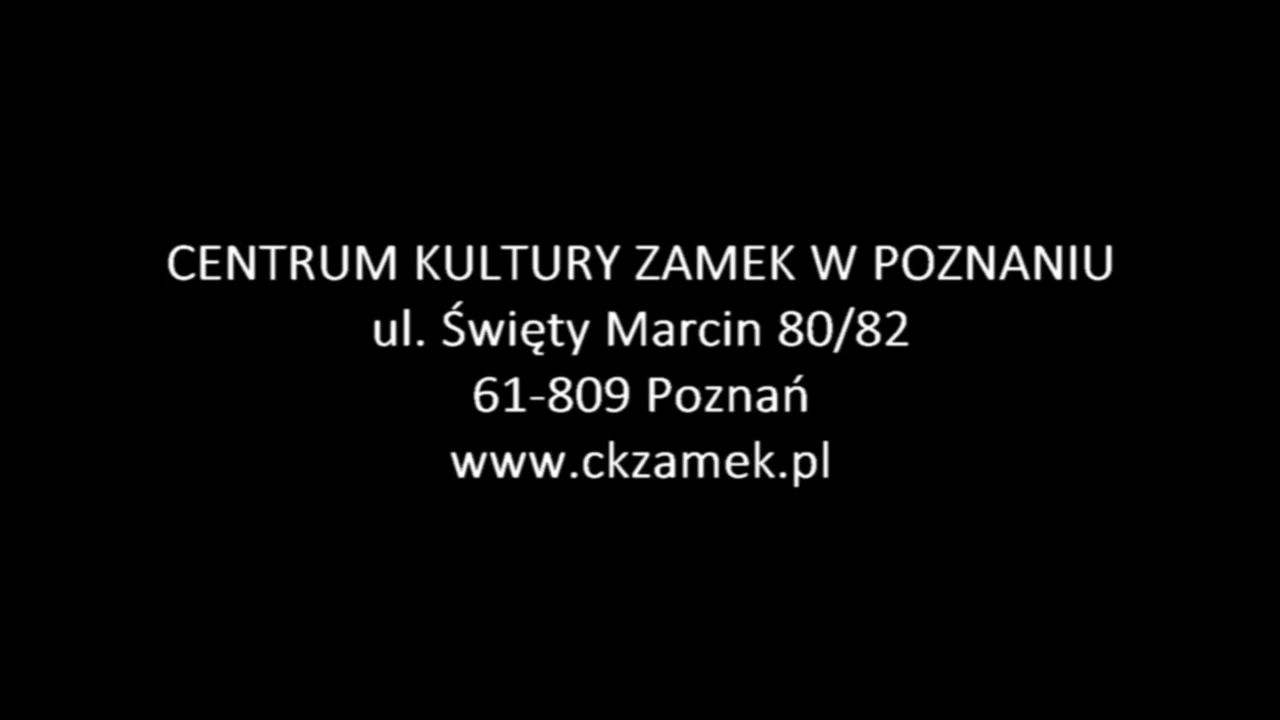 CENTRUM KULTURY ZAMEK W POZNANIU
ul. Święty Marcin 80/82
61-809 Poznań
www.ckzamek.pl